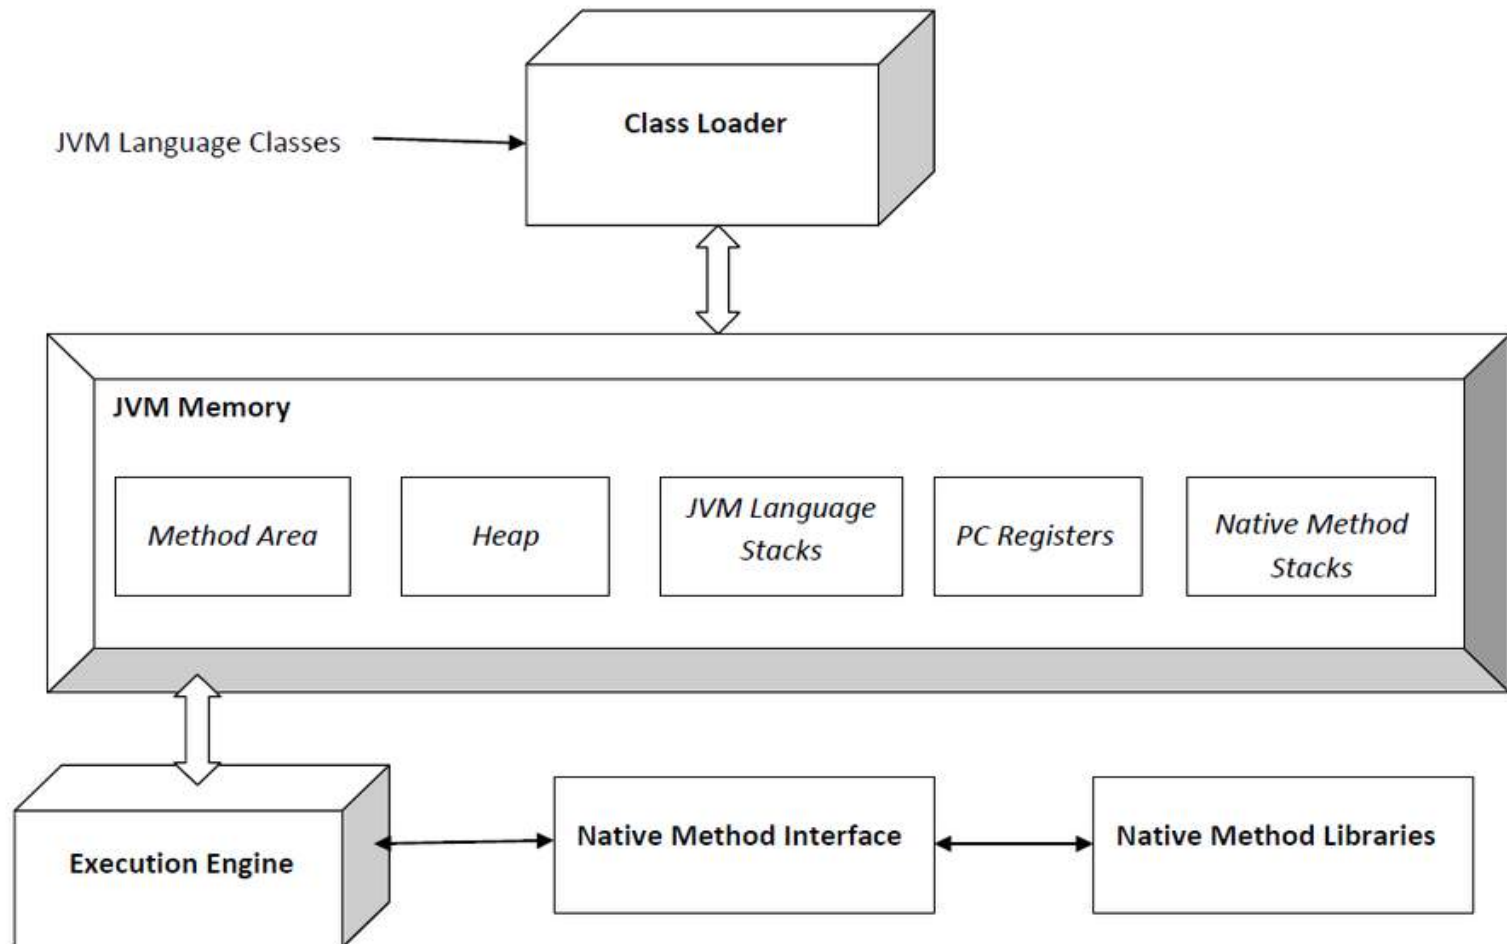 Class Loader
JVM Language Classes
JVM Memory
Method Area
Heap
JVM Language
Stacks
PC Registers
Native Method
Stacks
Execution Engine
Native Method Interface
Native Method Libraries